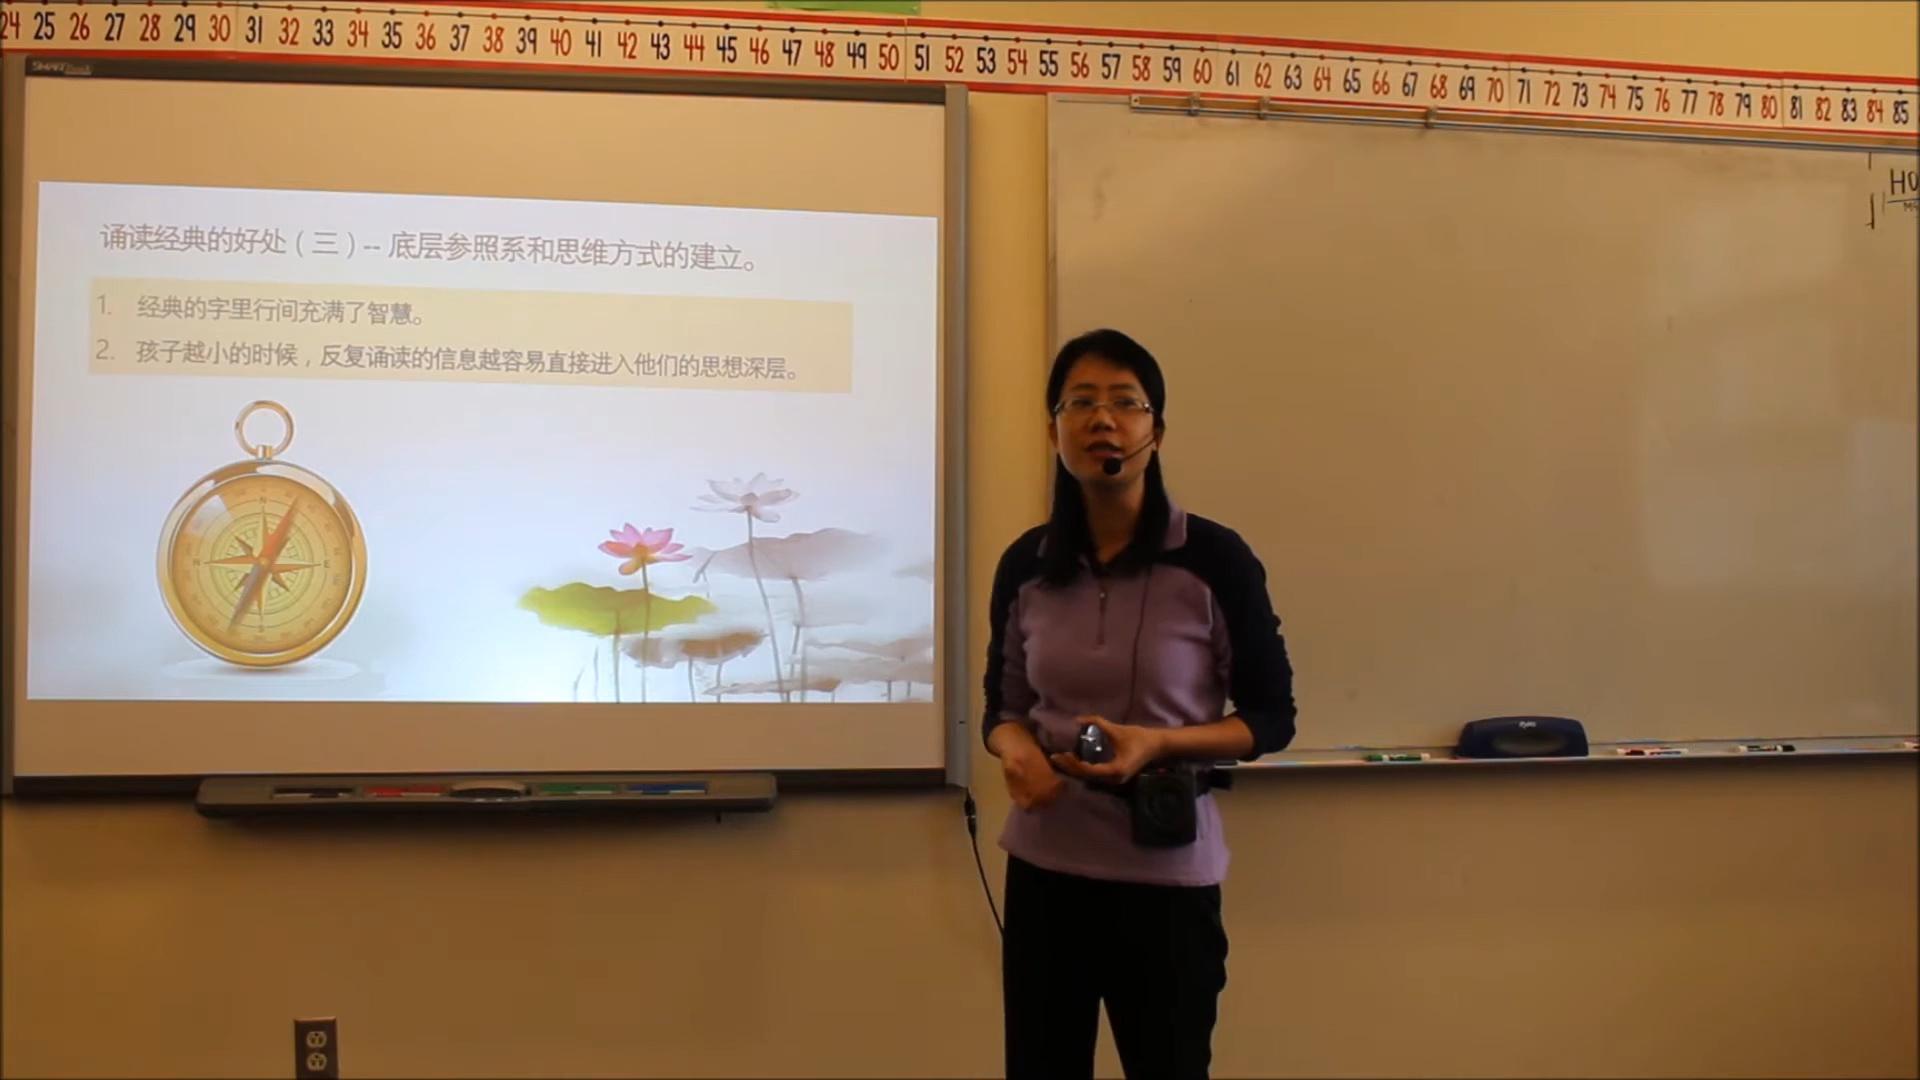 24 25 26 27 28 29 30 31 32 33 34 35 36 37 38 39 40 41 42 43 44 45 46 47 48 49 50 51 52 53 54 55 56 57 58 59 60 61 62 63 64 65 66 67 68 69 70 71 72 73 74 75 76 77 78 79 80 81 82 83 84 85
诵读经典的好处（三）-- 底层参照系和思维方式的建立。
1. 经典的字里行间充满了智慧。
2. 孩子越小的时候，反复诵读的信息越容易直接进入他们的思想深层。
N
E
S
HO